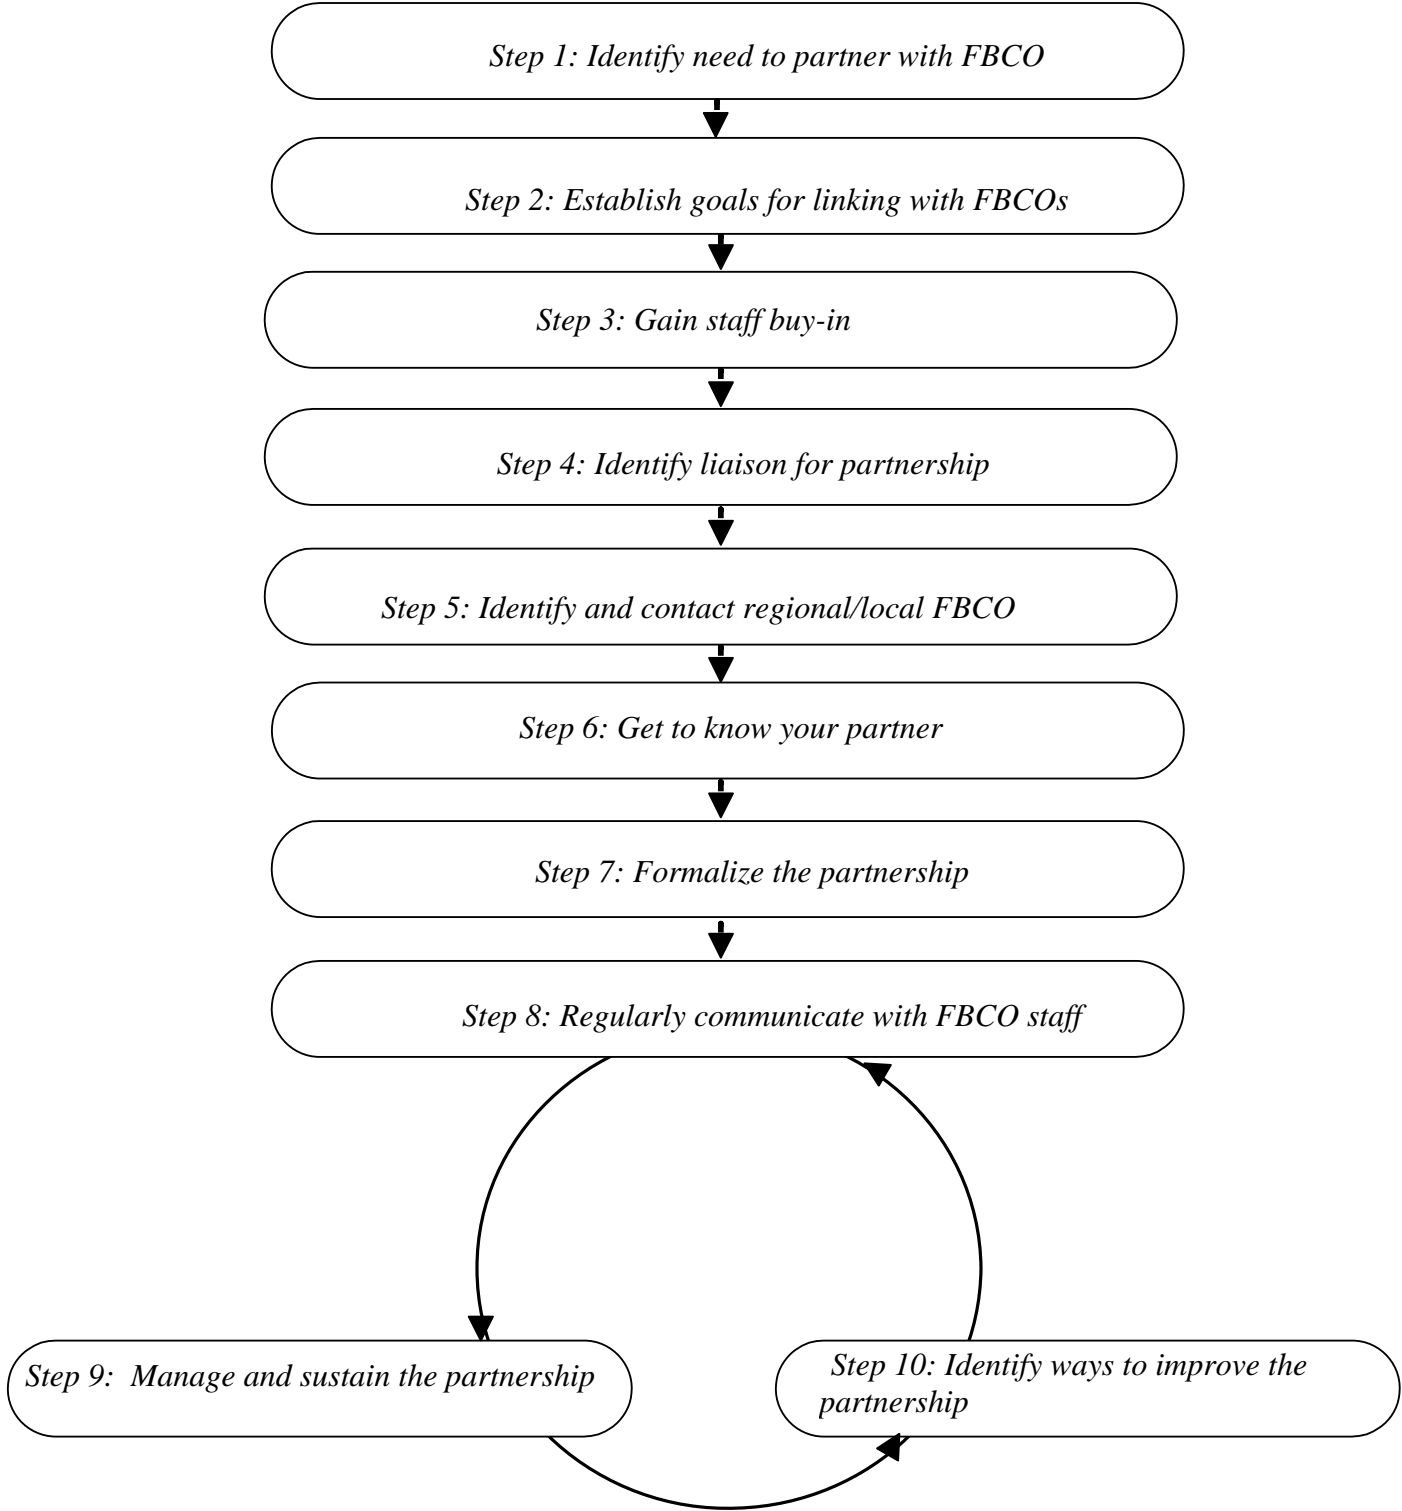 Step 1: Identify need to partner with FBCO
Step 2: Establish goals for linking with FBCOs
Step 3: Gain staff buy-in
Step 4: Identify liaison for partnership
Step 5: Identify and contact regional/local FBCO
Step 6: Get to know your partner
Step 7: Formalize the partnership
Step 8: Regularly communicate with FBCO staff
Step 9:  Manage and sustain the partnership
Step 10: Identify ways to improve the
partnership